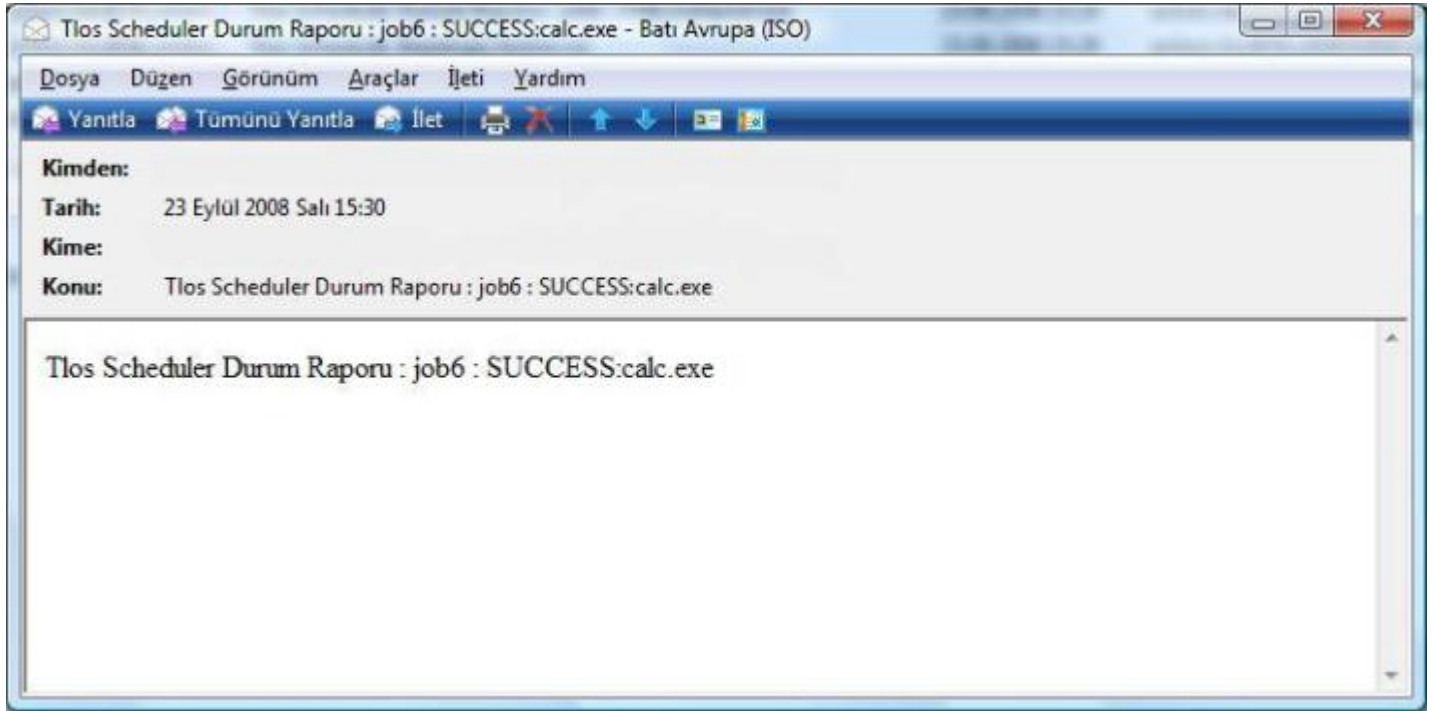 Tlos Scheduler Durum Raporu : job6 : SUCCESS:calc.exe - Batı Avrupa (ISO)
Dosya Düzen Görünüm Araçlar İleti Yardım
Yanıtla Tümünü Yanıtla İlet
Kimden:
Tarih: 23 Eylül 2008 Salı 15:30
Kime:
Konu: Tlos Scheduler Durum Raporu : job6 : SUCCESS:calc.exe
Tlos Scheduler Durum Raporu : job6 : SUCCESS:calc.exe